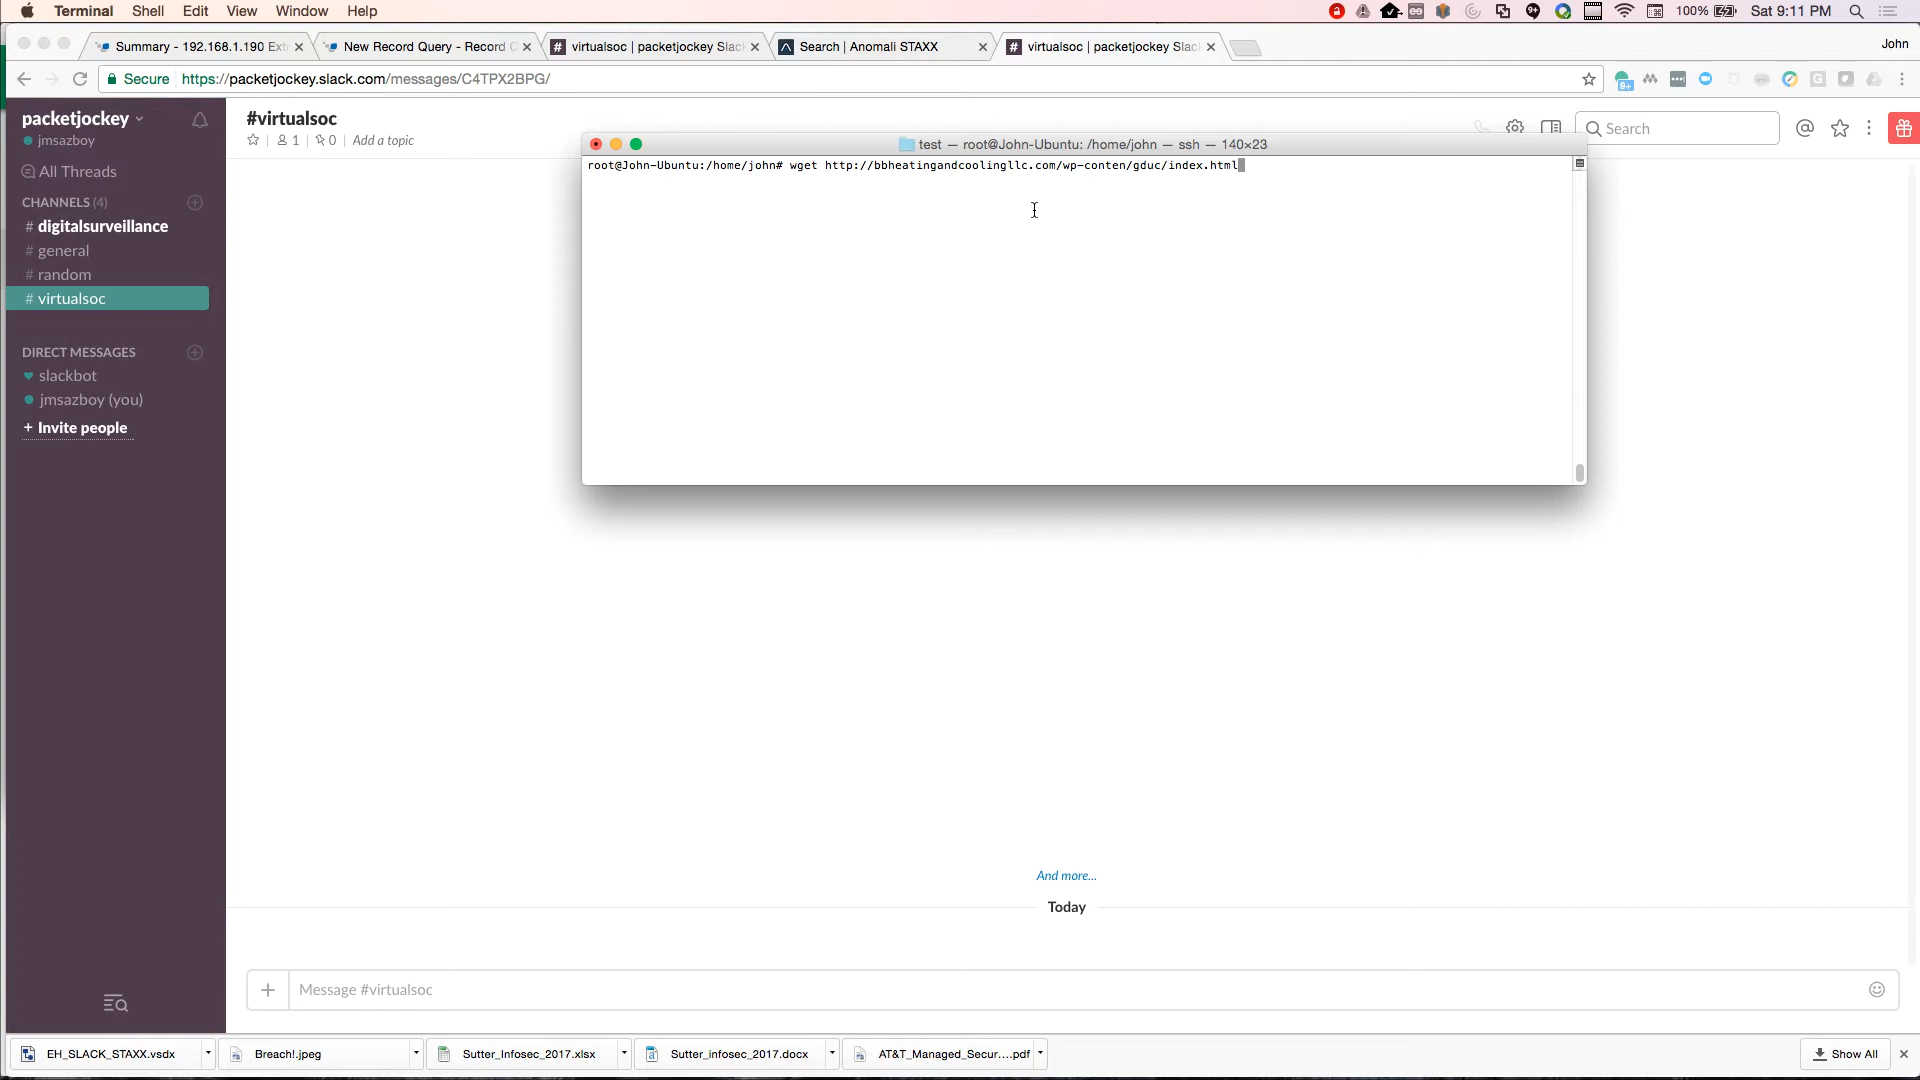 Terminal Shell Edit View Window Help
100% Sat 9:11 PM
Summary - 192.168.1.190 Ext
New Record Query - Record
virtualsoc | packetjockey Slac
Search | Anomali STAXX
virtualsoc | packetjockey Slac
John
Secure https://packetjockey.slack.com/messages/C4TPX2BPG/
9+
packetjockey
jmsazboy
All Threads
CHANNELS (4)
# digitalsurveillance
# general
# random
# virtualsoc
DIRECT MESSAGES
slackbot
jmsazboy (you)
+ Invite people
#virtualsoc
1 | 0 | Add a topic
Search
test — root@John-Ubuntu: /home/john — ssh — 140×23
root@John-Ubuntu:/home/john# wget http://bbheatingandcoolingllc.com/wp-conten/gduc/index.html
And more...
Today
Message #virtualsoc
EH_SLACK_STAXX.vsdx
Breach!.jpeg
Sutter_Infosec_2017.xlsx
Sutter_infosec_2017.docx
AT&T_Managed_Secur....pdf
Show All